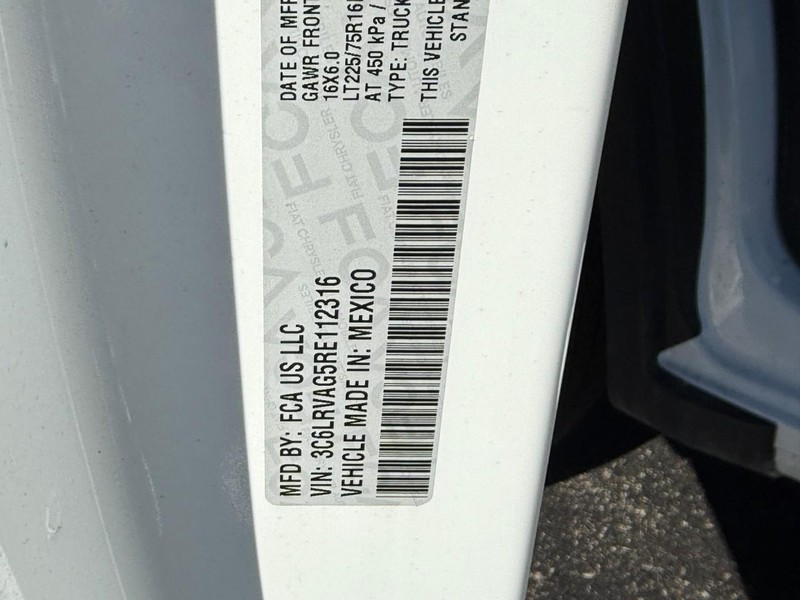 MFD BY: FCA US LLC
DATE OF MFR
VIN: 3C6LRVAG5RE112316
GAWR FRONT
16X6.0
VEHICLE MADE IN: MEXICO
LT225/75R16
AT 450 kPa /
TYPE: TRUCK
THIS VEHICLE
STAN